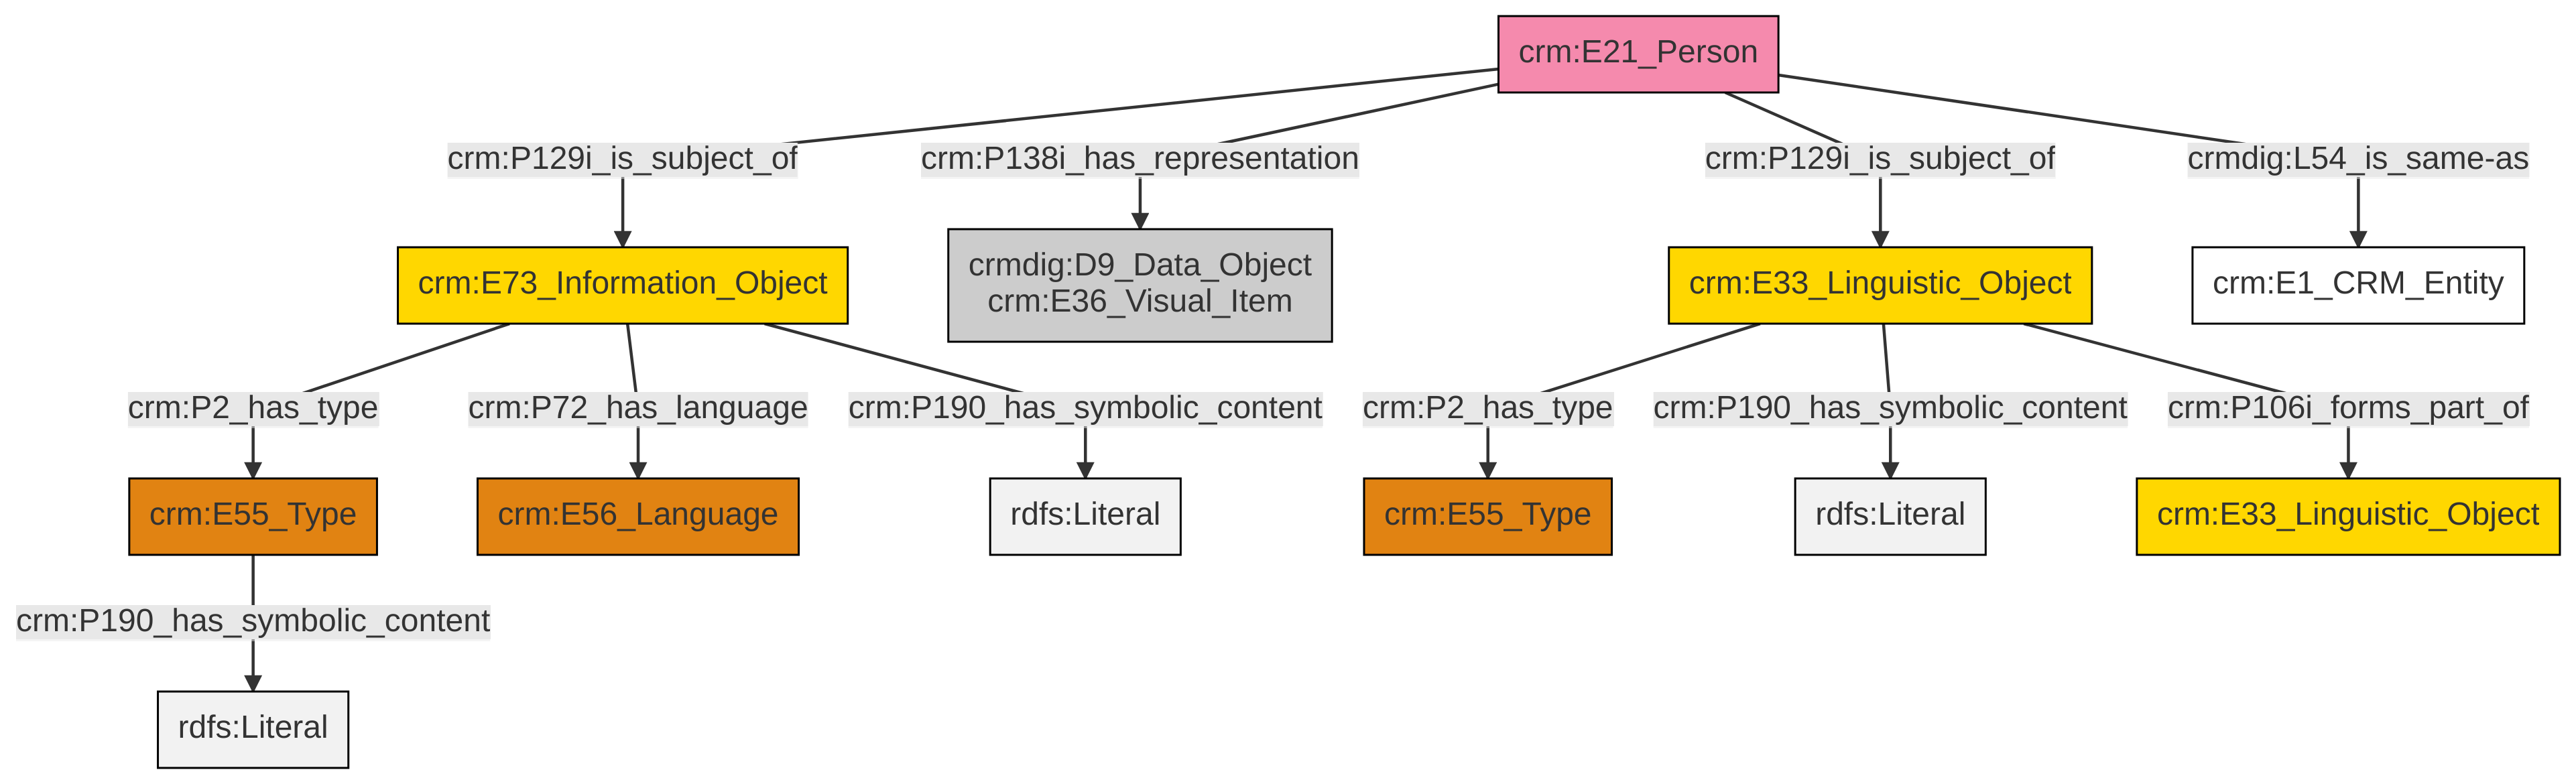 crm:E21_Person
crm:P129i_is_subject_of
crm:P138i_has_representation
crm:P129i_is_subject_of
crmdig:L54_is_same-as
crm:E73_Information_Object
crmdig:D9_Data_Object
crm:E36_Visual_Item
crm:E33_Linguistic_Object
crm:E1_CRM_Entity
crm:P2_has_type
crm:P72_has_language
crm:P190_has_symbolic_content
crm:P2_has_type
crm:P190_has_symbolic_content
crm:P106i_forms_part_of
crm:E55_Type
crm:E56_Language
rdfs:Literal
crm:E55_Type
rdfs:Literal
crm:E33_Linguistic_Object
crm:P190_has_symbolic_content
rdfs:Literal